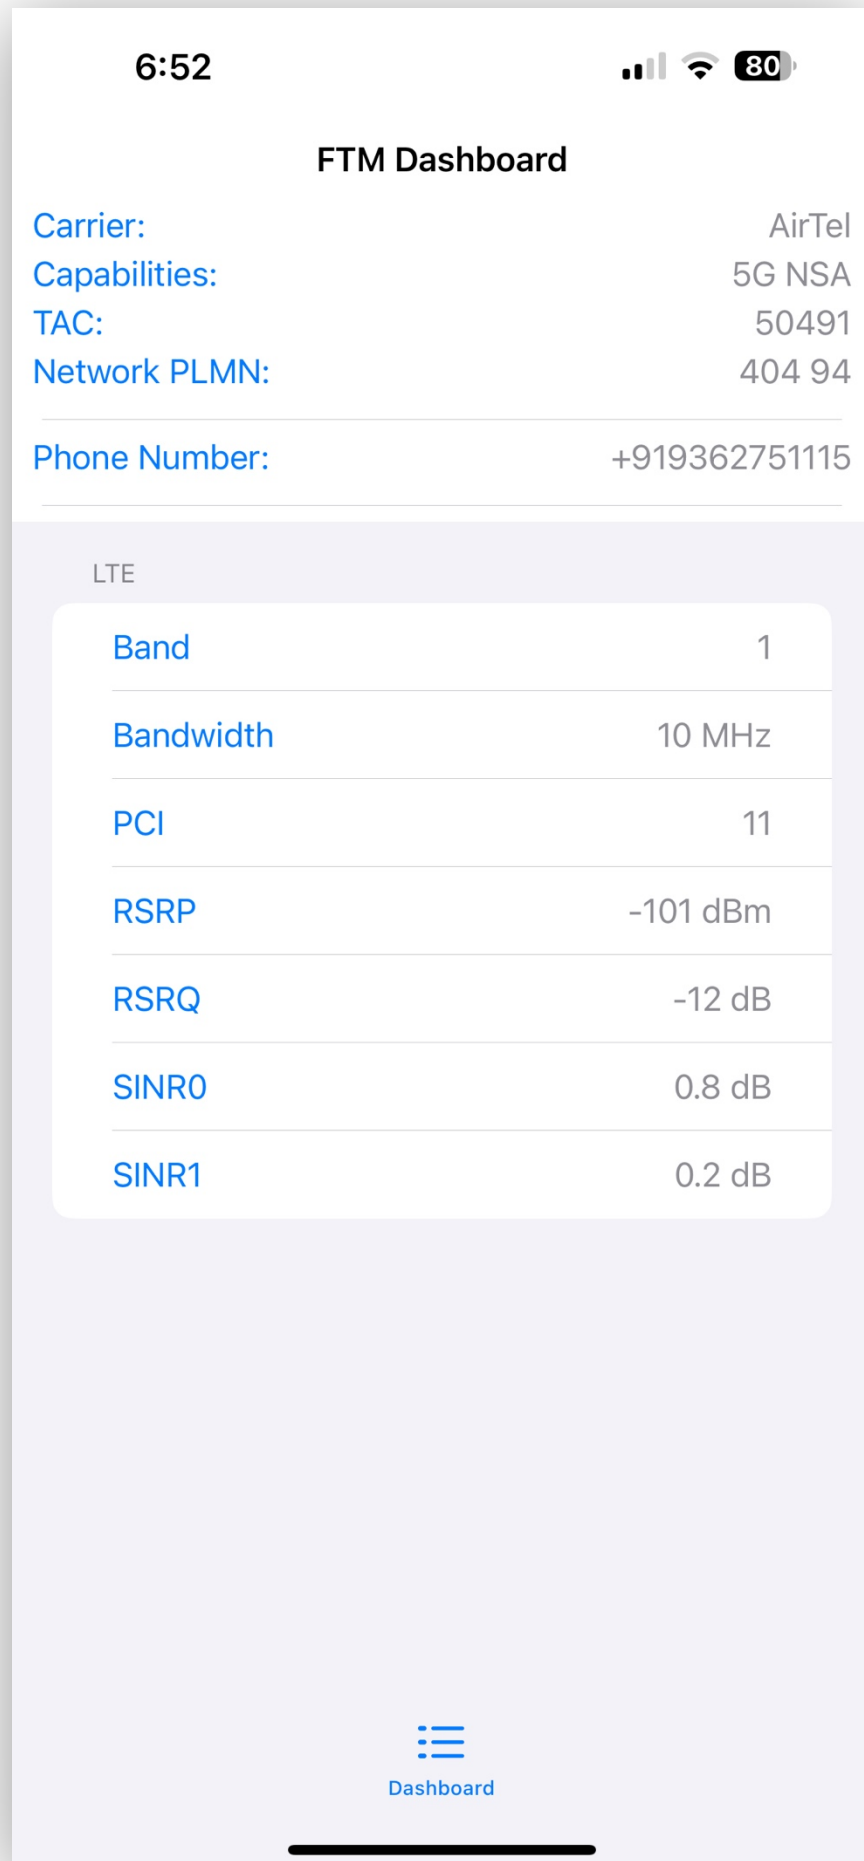 6:52
80
FTM Dashboard
Carrier: AirTel
Capabilities: 5G NSA
TAC: 50491
Network PLMN: 404 94
Phone Number: +919362751115
LTE
Band 1
Bandwidth 10 MHz
PCI 11
RSRP -101 dBm
RSRQ -12 dB
SINR0 0.8 dB
SINR1 0.2 dB
Dashboard